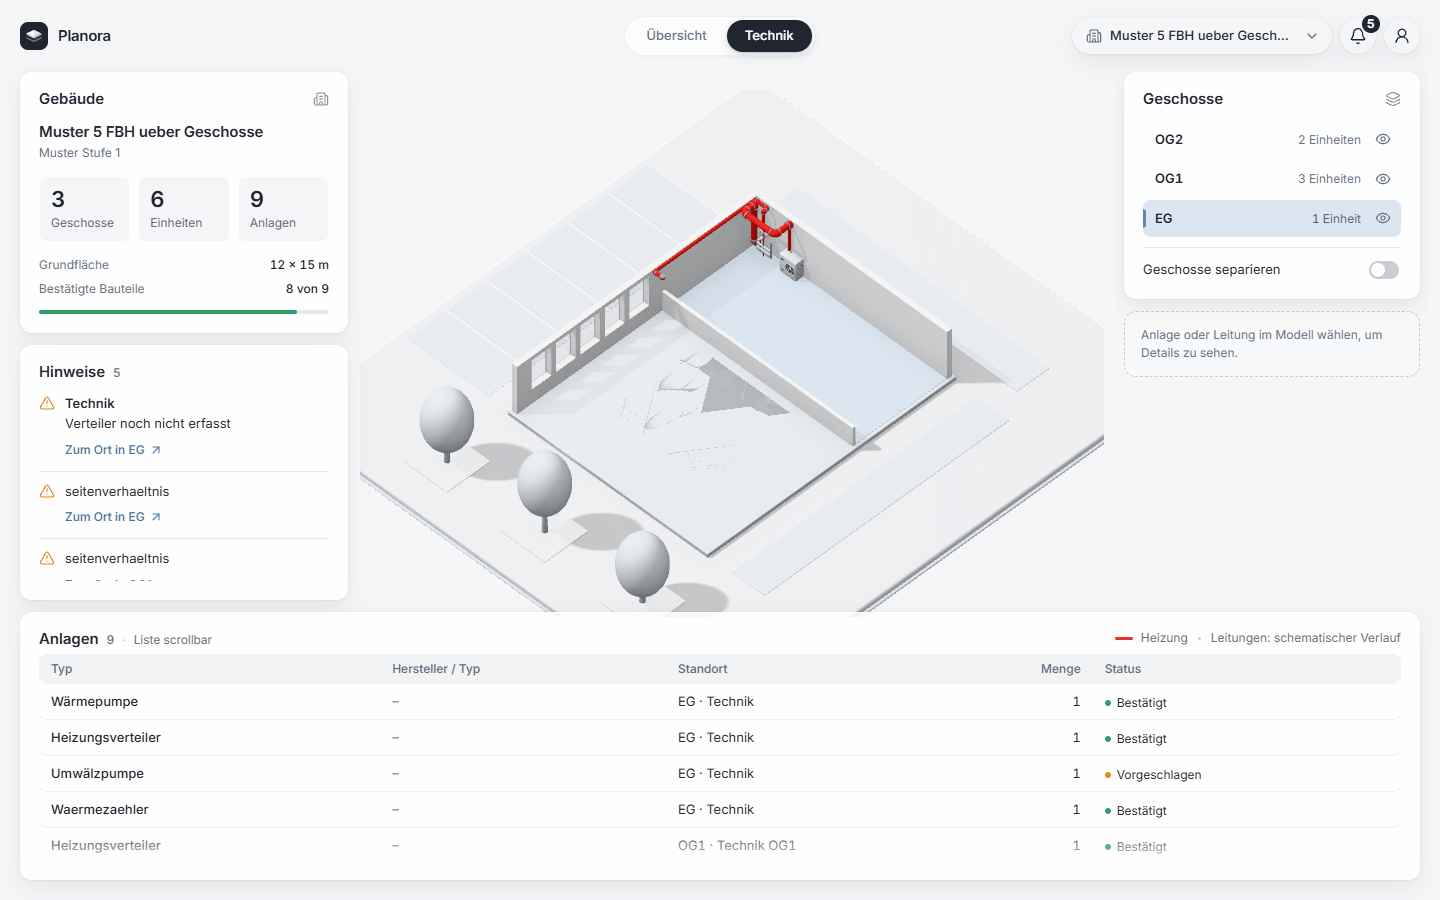 Planora
Übersicht
Technik
Muster 5 FBH ueber Gesch...
5
Gebäude
Muster 5 FBH ueber Geschosse
Muster Stufe 1
3
Geschosse
6
Einheiten
9
Anlagen
Grundfläche
12 × 15 m
Bestätigte Bauteile
8 von 9
Hinweise 5
Technik
Verteiler noch nicht erfasst
Zum Ort in EG
seitenverhaeltnis
Zum Ort in EG
seitenverhaeltnis
Geschosse
OG2 2 Einheiten
OG1 3 Einheiten
EG 1 Einheit
Geschosse separieren
Anlage oder Leitung im Modell wählen, um
Details zu sehen.
Anlagen 9 · Liste scrollbar
Heizung · Leitungen: schematischer Verlauf
Typ Hersteller / Typ Standort Menge Status
Wärmepumpe – EG · Technik 1 Bestätigt
Heizungsverteiler – EG · Technik 1 Bestätigt
Umwälzpumpe – EG · Technik 1 Vorgeschlagen
Waermezaehler – EG · Technik 1 Bestätigt
Heizungsverteiler – OG1 · Technik OG1 1 Bestätigt